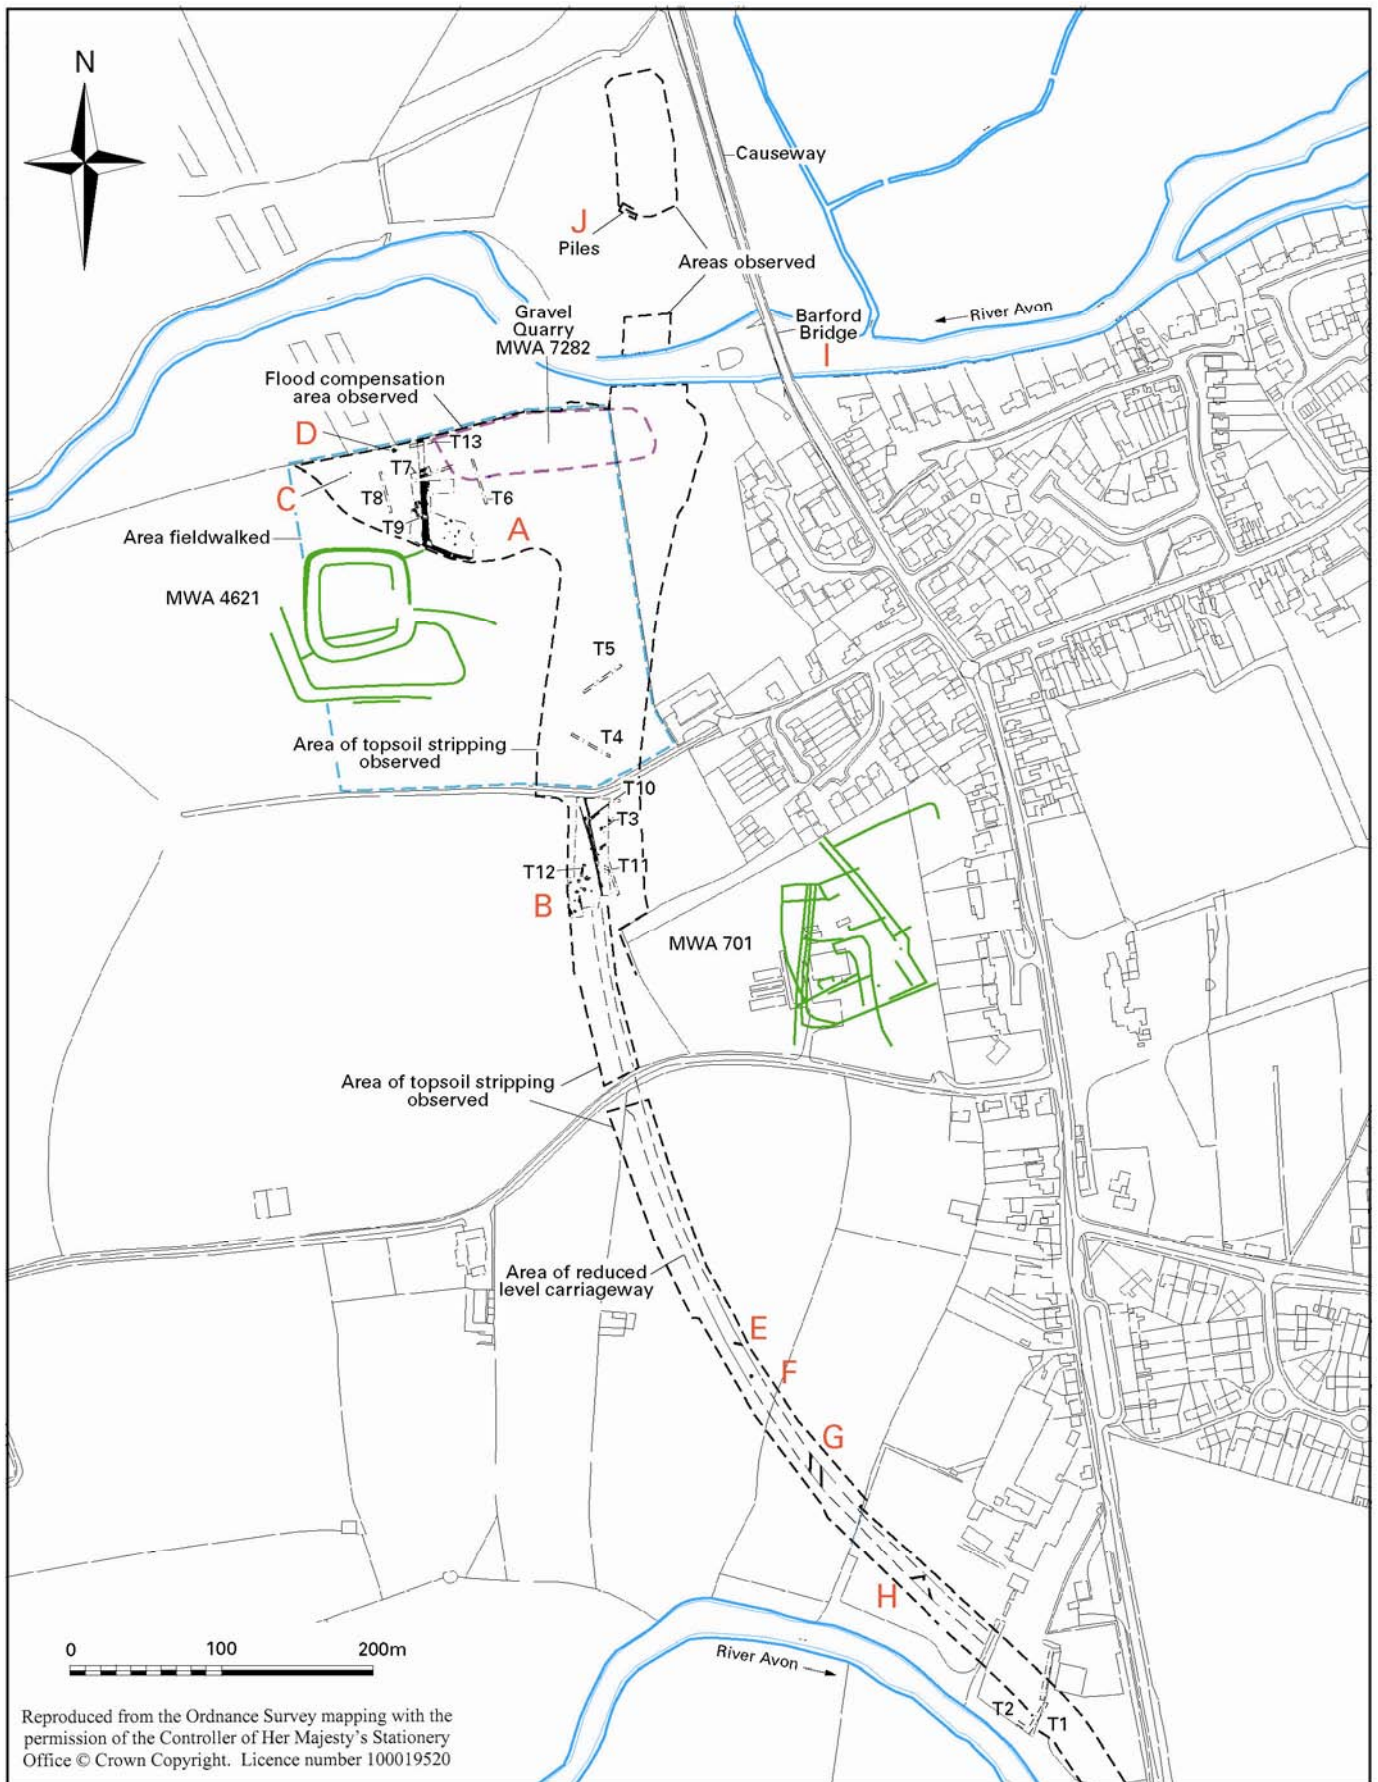 N
Causeway
J
Piles
Areas observed
Gravel
Quarry
MWA 7282
Barford
Bridge
I
River Avon
Flood compensation
area observed
D
T13
T7
C
T8
T6
T9
A
Area fieldwalked
MWA 4621
T5
T4
Area of topsoil stripping
observed
T10
T3
T12
T11
B
MWA 701
Area of topsoil stripping
observed
Area of reduced
level carriageway
E
F
G
H
0 100 200m
River Avon
T2
T1
Reproduced from the Ordnance Survey mapping with the
permission of the Controller of Her Majesty's Stationery
Office © Crown Copyright. Licence number 100019520